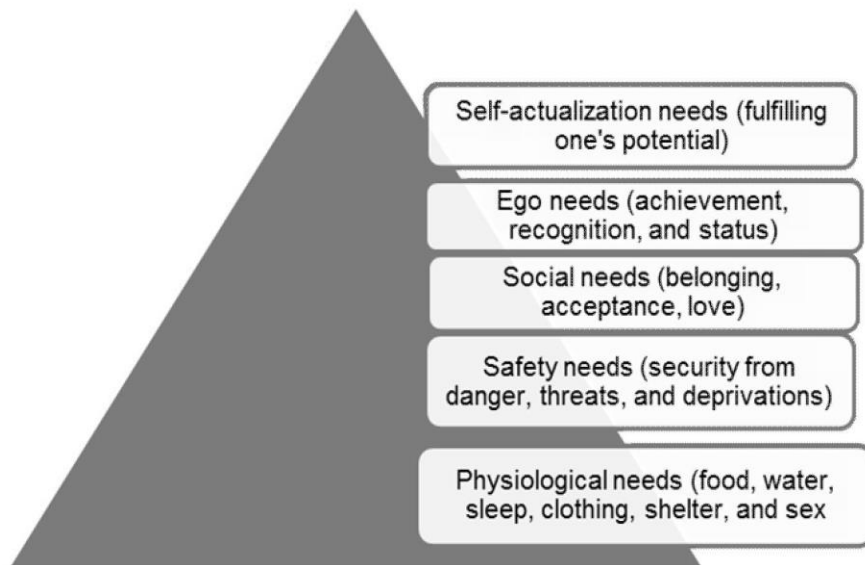 Self-actualization needs (fulfilling
one's potential)
Ego needs (achievement,
recognition, and status)
Social needs (belonging,
acceptance, love)
Safety needs (security from
danger, threats, and deprivations)
Physiological needs (food, water,
sleep, clothing, shelter, and sex